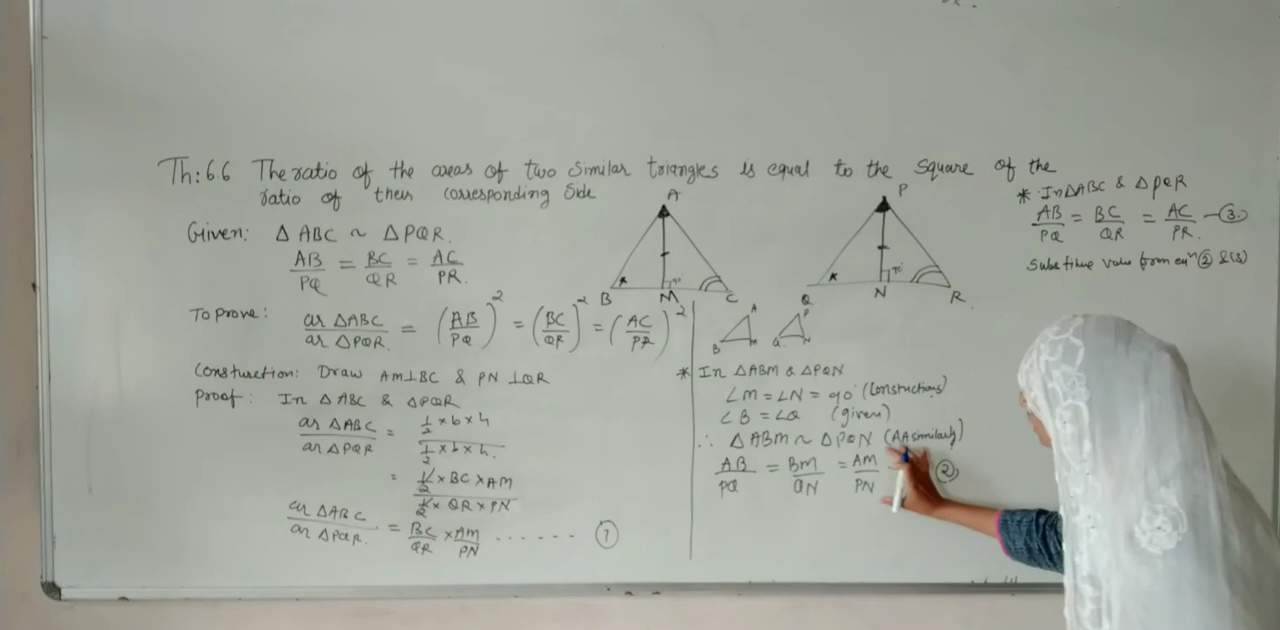 Th: 6.6 The ratio of the areas of two similar triangles is equal to the square of the
ratio of their corresponding side
Given: △ ABC ~ △ PQR.
AB/PQ = BC/QR = AC/PR.
To prove: ar △ABC / ar △PQR. = (AB/PQ)² = (BC/QR)² = (AC/PR)²
Consturction: Draw AM⊥BC & PN ⊥QR
Proof: In △ ABC & △PQR
ar △ABC / ar △PQR = ½ × b × h / ½ × b × h.
= ½ × BC × AM / ½ × QR × PN
ar △ABC / ar △PQR. = BC/QR × AM/PN ...... ①
A
B M C
90°
P
Q N R
90°
A
B M
P
Q N
* In △ABM & △PQN
∠M = ∠N = 90° (Constructions)
∠B = ∠Q (given)
∴ △ABM ~ △PQN (AA similarity)
AB/PQ = BM/QN = AM/PN ②
* In △ABC & △PQR
AB/PQ = BC/QR = AC/PR. – ③
Substitue value from eqⁿ ② & (3)